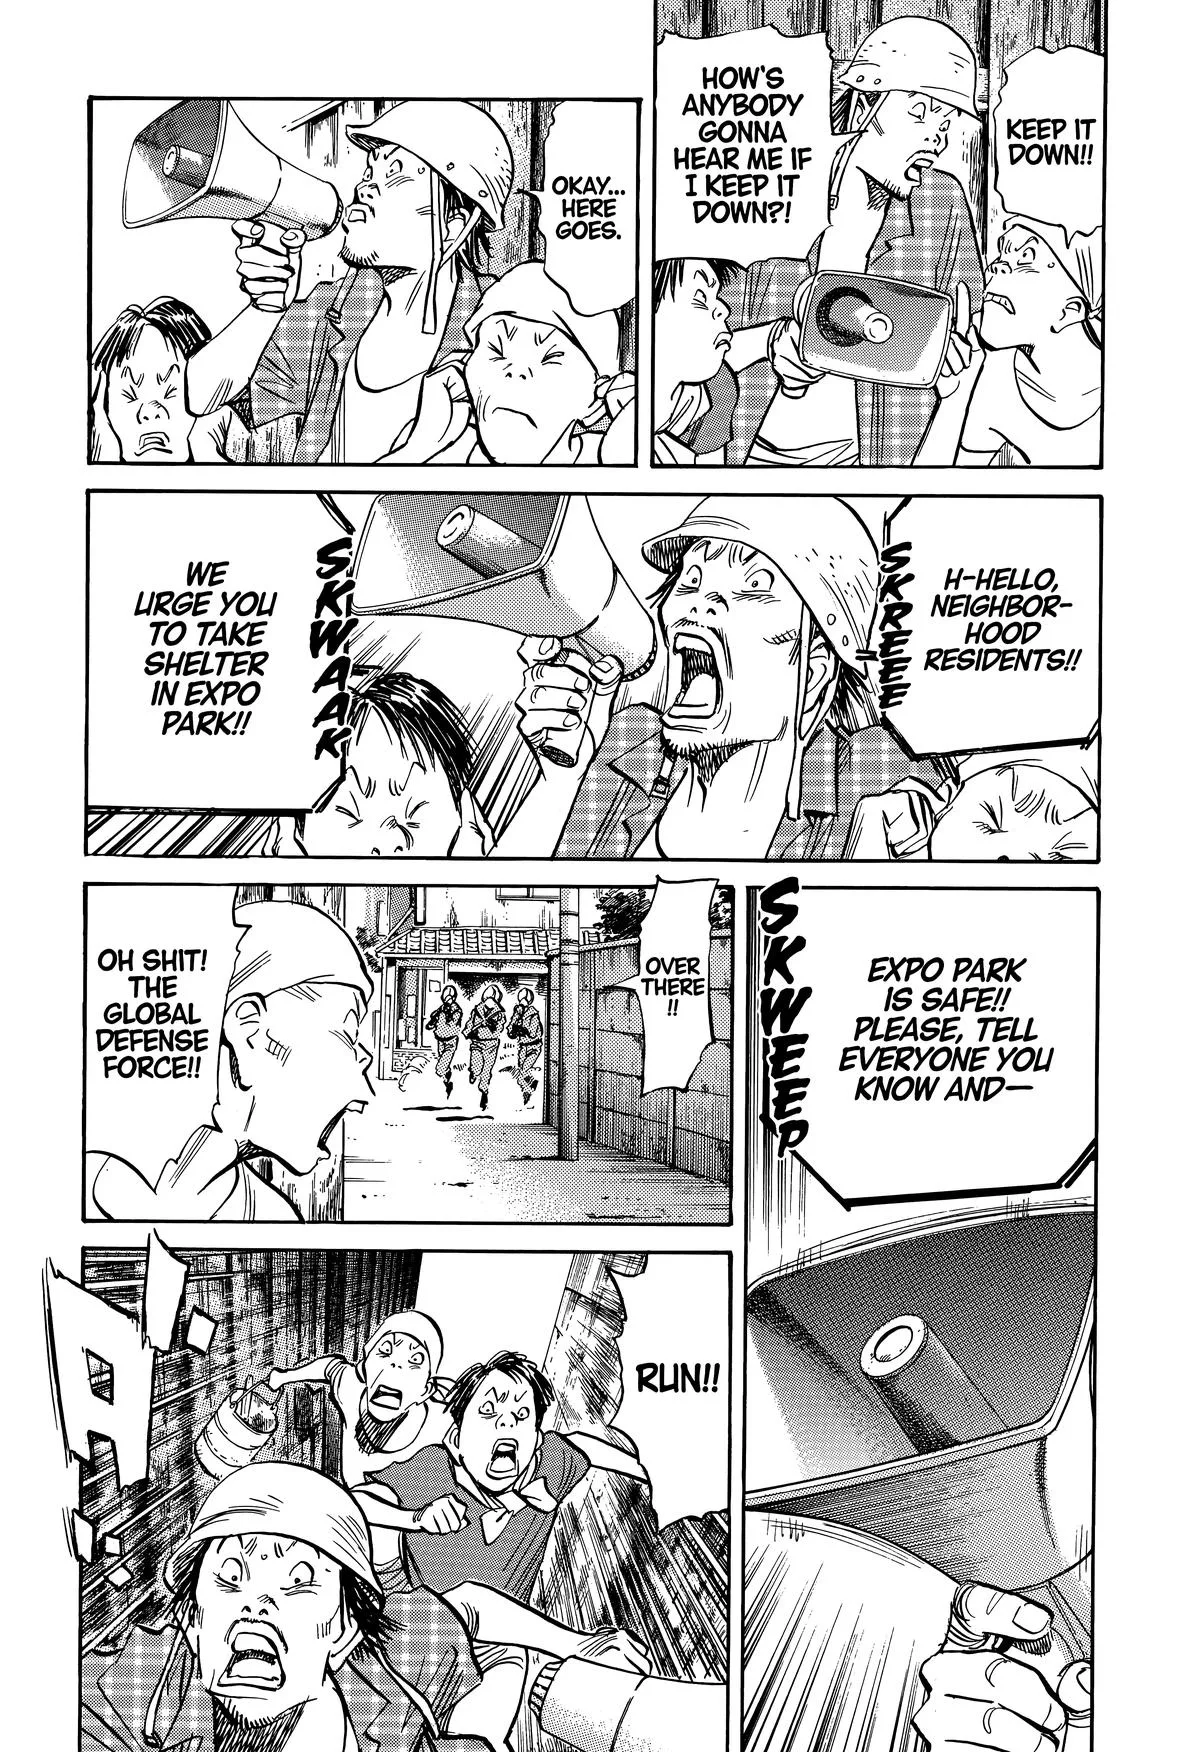 KEEP IT
DOWN!!
HOW'S
ANYBODY
GONNA
HEAR ME IF
I KEEP IT
DOWN?!
OKAY...
HERE
GOES.
H-HELLO,
NEIGHBOR-
HOOD
RESIDENTS!!
SKREEE
SKWAAK
WE
URGE YOU
TO TAKE
SHELTER
IN EXPO
PARK!!
EXPO PARK
IS SAFE!!
PLEASE, TELL
EVERYONE YOU
KNOW AND—
SKWEEP
OVER
THERE
!!
OH SHIT!
THE
GLOBAL
DEFENSE
FORCE!!
RUN!!